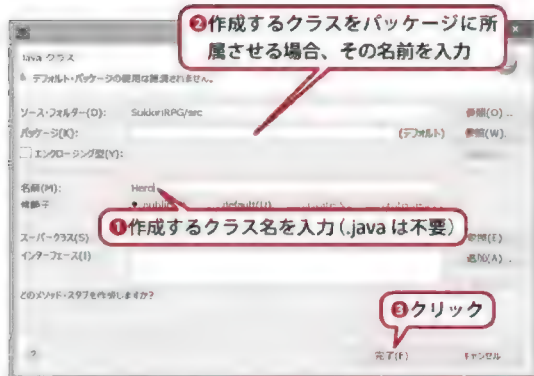 ❷作成するクラスをパッケージに所
属させる場合、その名前を入力
Java クラス
デフォルト・パッケージの使用は推奨されません。
ソース・フォルダー(D): SukkiriRPG/src 参照(O)...
パッケージ(K): (デフォルト) 参照(W)...
エンクロージング型(Y):
名前(M): Hero
修飾子 public default(U)
❶作成するクラス名を入力(.java は不要)
スーパークラス(S) 参照(E)
インターフェース(I) 追加(A)...
どのメソッド・スタブを作成しますか?
❸クリック
? 完了(F) キャンセル